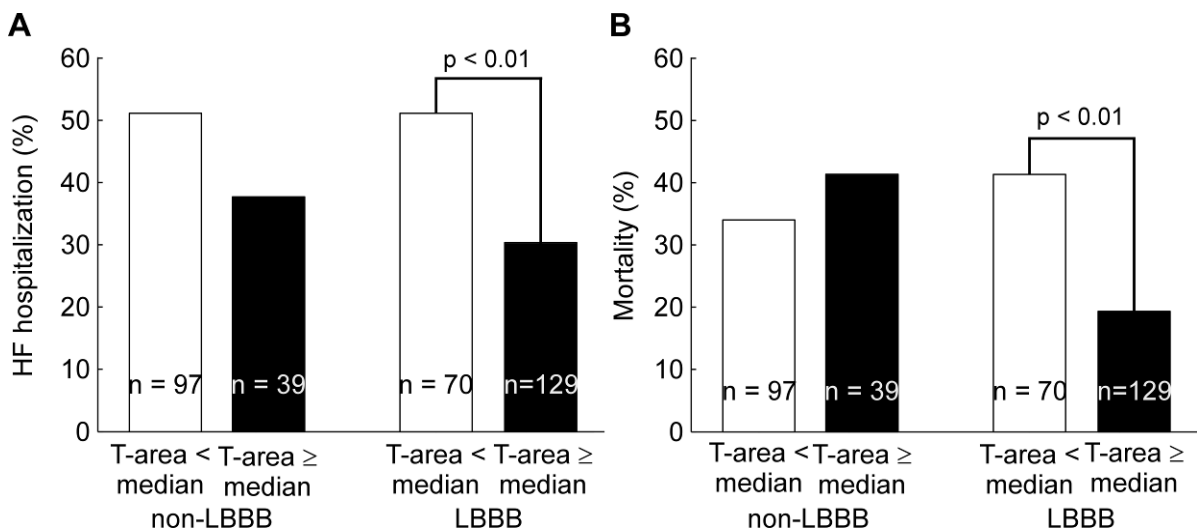 A
HF hospitalization (%)
60
50
40
30
20
10
0
p < 0.01
n = 97
n = 39
n = 70
n=129
T-area < median
T-area ≥ median
T-area < median
T-area ≥ median
non-LBBB
LBBB
B
Mortality (%)
60
50
40
30
20
10
0
p < 0.01
n = 97
n = 39
n = 70
n=129
T-area < median
T-area ≥ median
T-area < median
T-area ≥ median
non-LBBB
LBBB